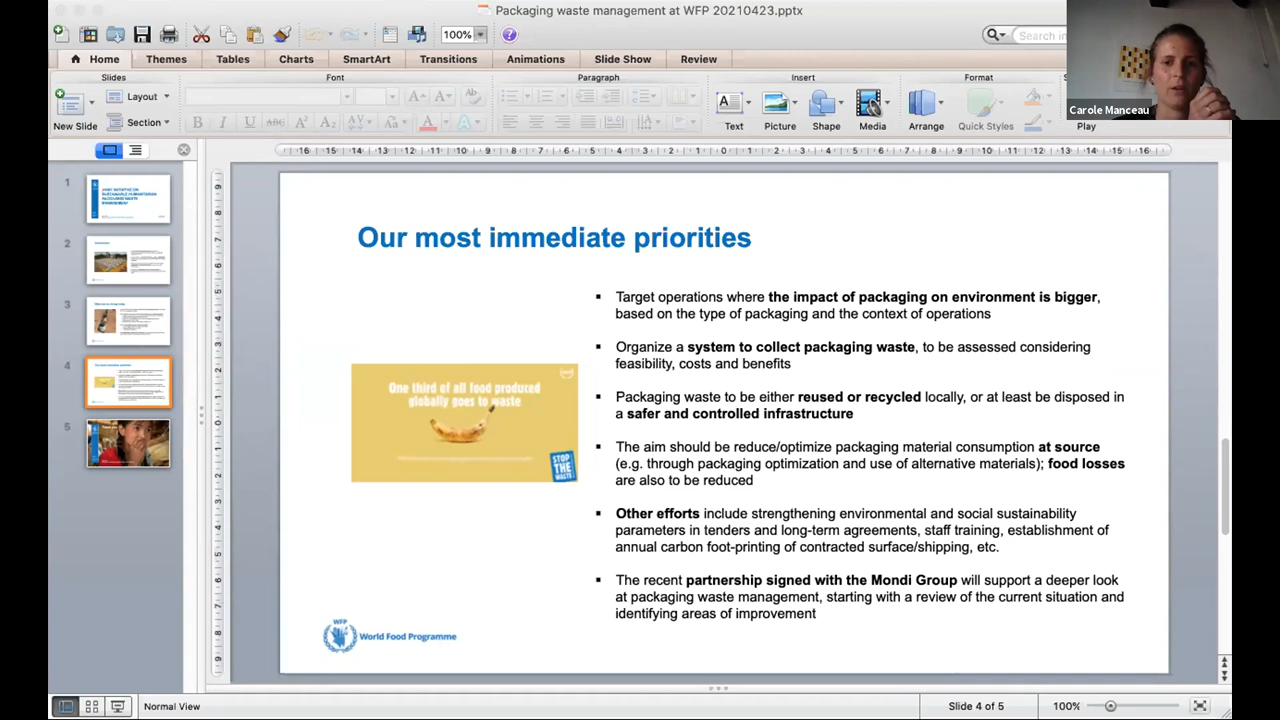 Packaging waste management at WFP 20210423.pptx
100%
Search in
Home
Themes
Tables
Charts
SmartArt
Transitions
Animations
Slide Show
Review
Slides
Font
Paragraph
Insert
Format
New Slide
Layout
Section
Text
Picture
Shape
Media
Arrange
Quick Styles
Play
Carole Manceau
1
2
3
4
5
Our most immediate priorities
One third of all food produced
globally goes to waste
STOP
THE
WASTE
▪ Target operations where the impact of packaging on environment is bigger,
based on the type of packaging and the context of operations
▪ Organize a system to collect packaging waste, to be assessed considering
feasibility, costs and benefits
▪ Packaging waste to be either reused or recycled locally, or at least be disposed in
a safer and controlled infrastructure
▪ The aim should be reduce/optimize packaging material consumption at source
(e.g. through packaging optimization and use of alternative materials); food losses
are also to be reduced
▪ Other efforts include strengthening environmental and social sustainability
parameters in tenders and long-term agreements, staff training, establishment of
annual carbon foot-printing of contracted surface/shipping, etc.
▪ The recent partnership signed with the Mondi Group will support a deeper look
at packaging waste management, starting with a review of the current situation and
identifying areas of improvement
WFP
World Food Programme
Normal View
Slide 4 of 5
100%